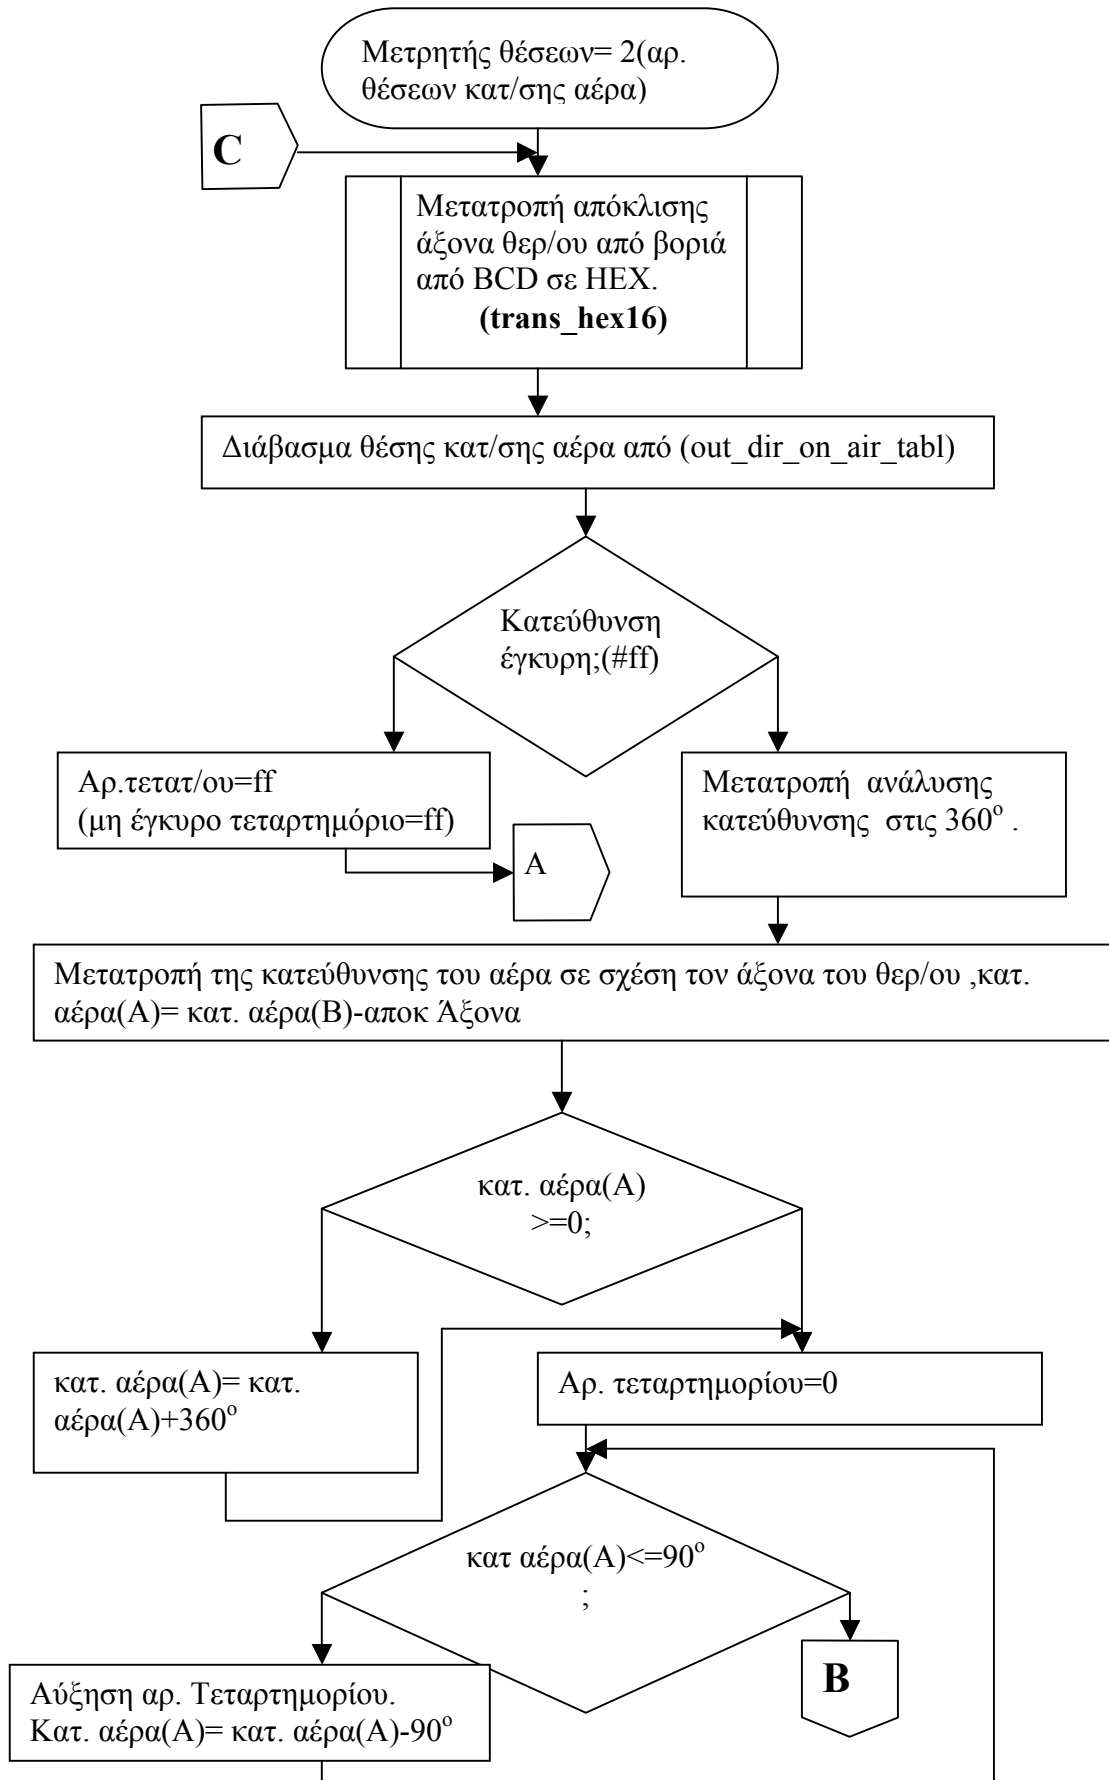 Μετρητής θέσεων= 2(αρ.
θέσεων κατ/σης αέρα)
C
Μετατροπή απόκλισης
άξονα θερ/ου από βοριά
από BCD σε HEX.
(trans_hex16)
Διάβασμα θέσης κατ/σης αέρα από (out_dir_on_air_tabl)
Κατεύθυνση
έγκυρη;(#ff)
Αρ.τετατ/ου=ff
(μη έγκυρο τεταρτημόριο=ff)
Μετατροπή ανάλυσης
κατεύθυνσης στις 360º .
A
Μετατροπή της κατεύθυνσης του αέρα σε σχέση τον άξονα του θερ/ου ,κατ.
αέρα(Α)= κατ. αέρα(Β)-αποκ Άξονα
κατ. αέρα(Α)
>=0;
κατ. αέρα(Α)= κατ.
αέρα(Α)+360º
Αρ. τεταρτημορίου=0
κατ αέρα(Α)<=90º
;
B
Αύξηση αρ. Τεταρτημορίου.
Κατ. αέρα(Α)= κατ. αέρα(Α)-90º